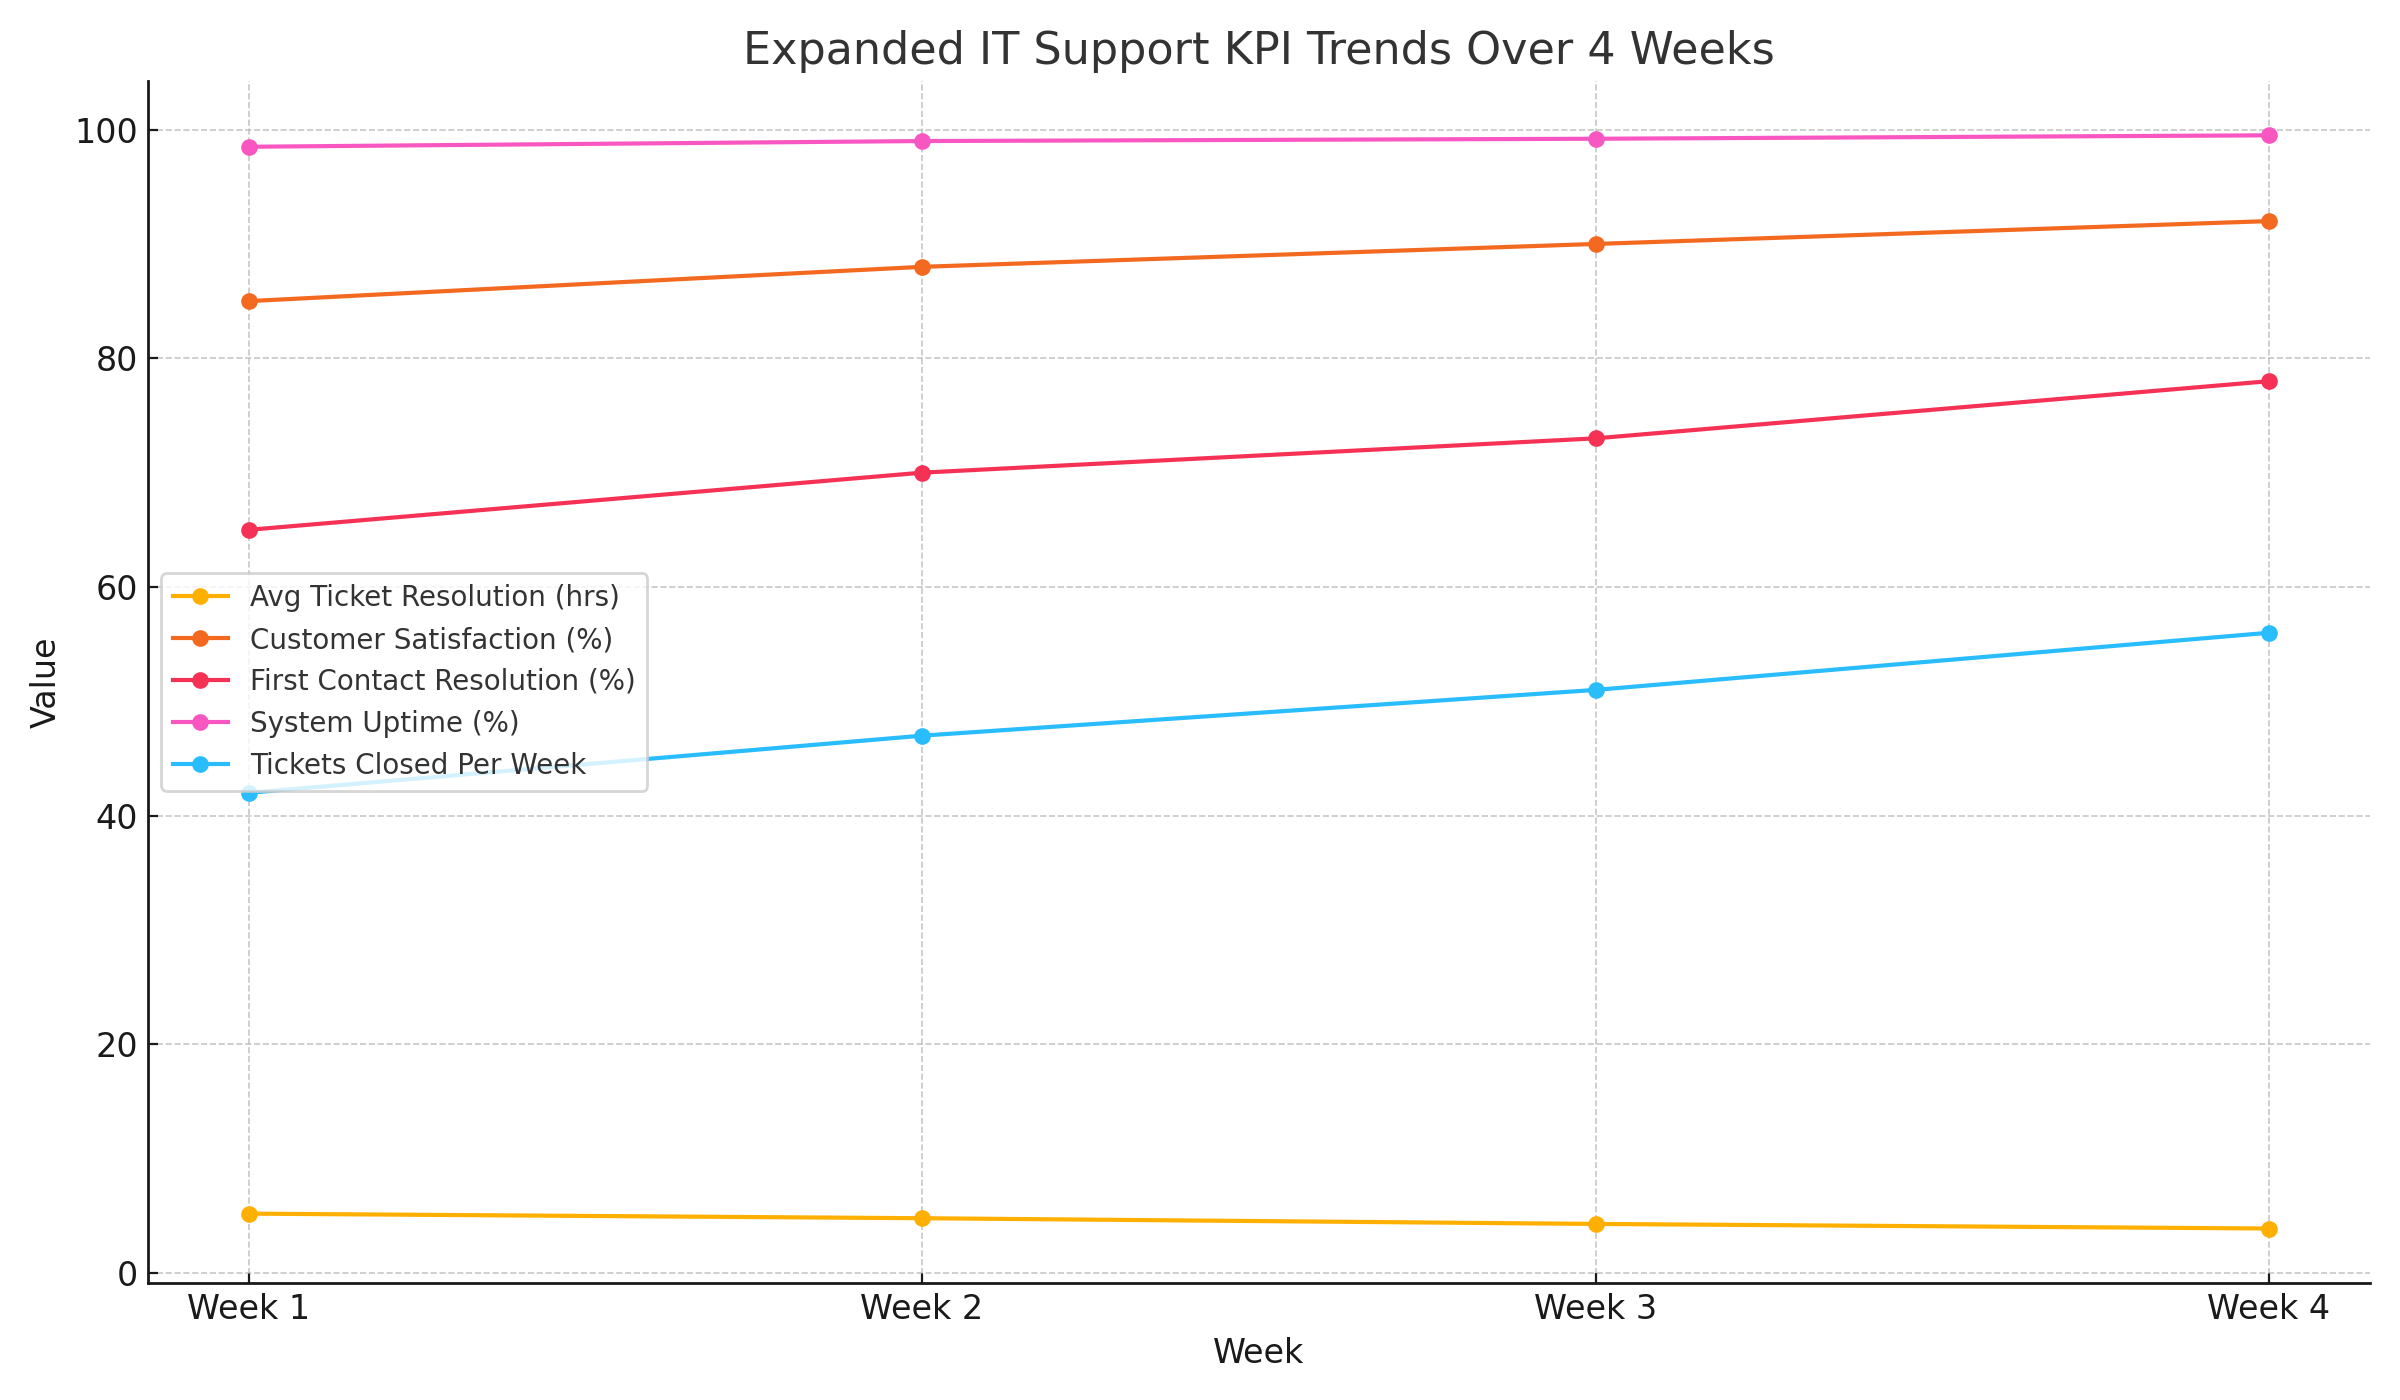 Expanded IT Support KPI Trends Over 4 Weeks
100
80
60
40
20
0
Value
Avg Ticket Resolution (hrs)
Customer Satisfaction (%)
First Contact Resolution (%)
System Uptime (%)
Tickets Closed Per Week
Week 1 Week 2 Week 3 Week 4
Week